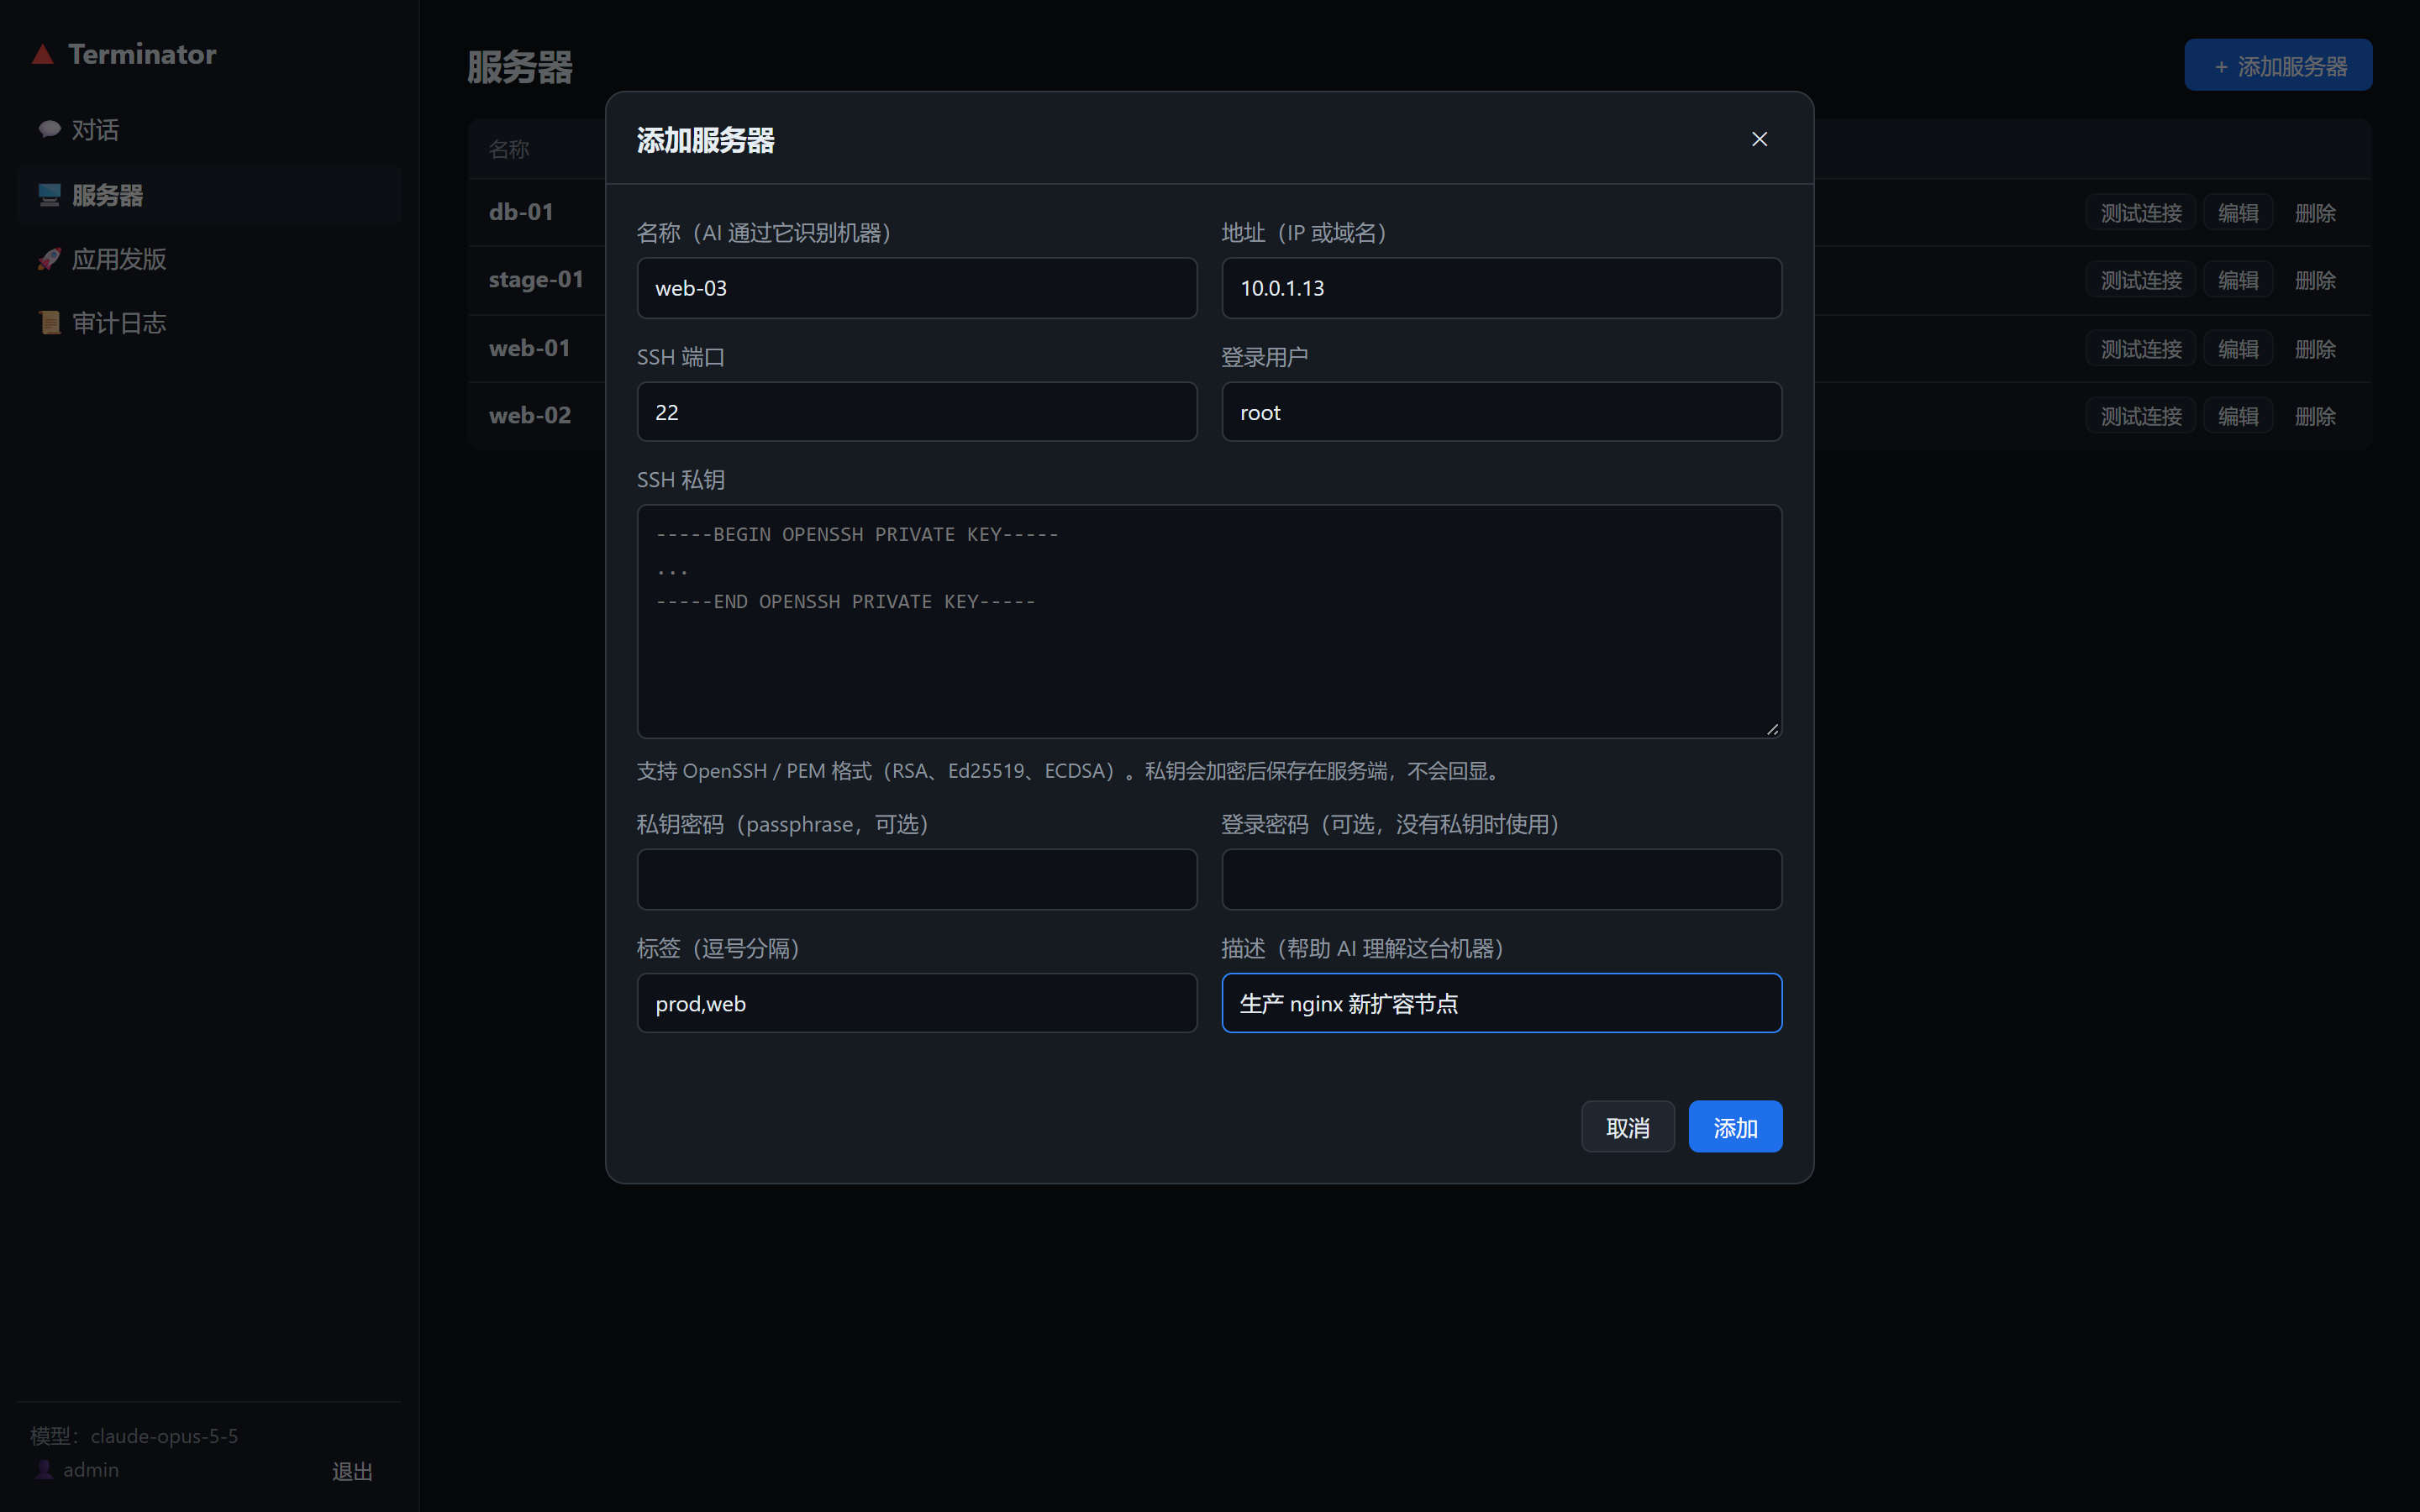 Terminator
对话
服务器
应用发版
审计日志
模型：claude-opus-5-5
admin
退出
服务器
+ 添加服务器
名称
db-01
测试连接 编辑 删除
stage-01
测试连接 编辑 删除
web-01
测试连接 编辑 删除
web-02
测试连接 编辑 删除
添加服务器
名称（AI 通过它识别机器）
web-03
地址（IP 或域名）
10.0.1.13
SSH 端口
22
登录用户
root
SSH 私钥
-----BEGIN OPENSSH PRIVATE KEY-----
...
-----END OPENSSH PRIVATE KEY-----
支持 OpenSSH / PEM 格式（RSA、Ed25519、ECDSA）。私钥会加密后保存在服务端，不会回显。
私钥密码（passphrase，可选）
登录密码（可选，没有私钥时使用）
标签（逗号分隔）
prod,web
描述（帮助 AI 理解这台机器）
生产 nginx 新扩容节点
取消
添加